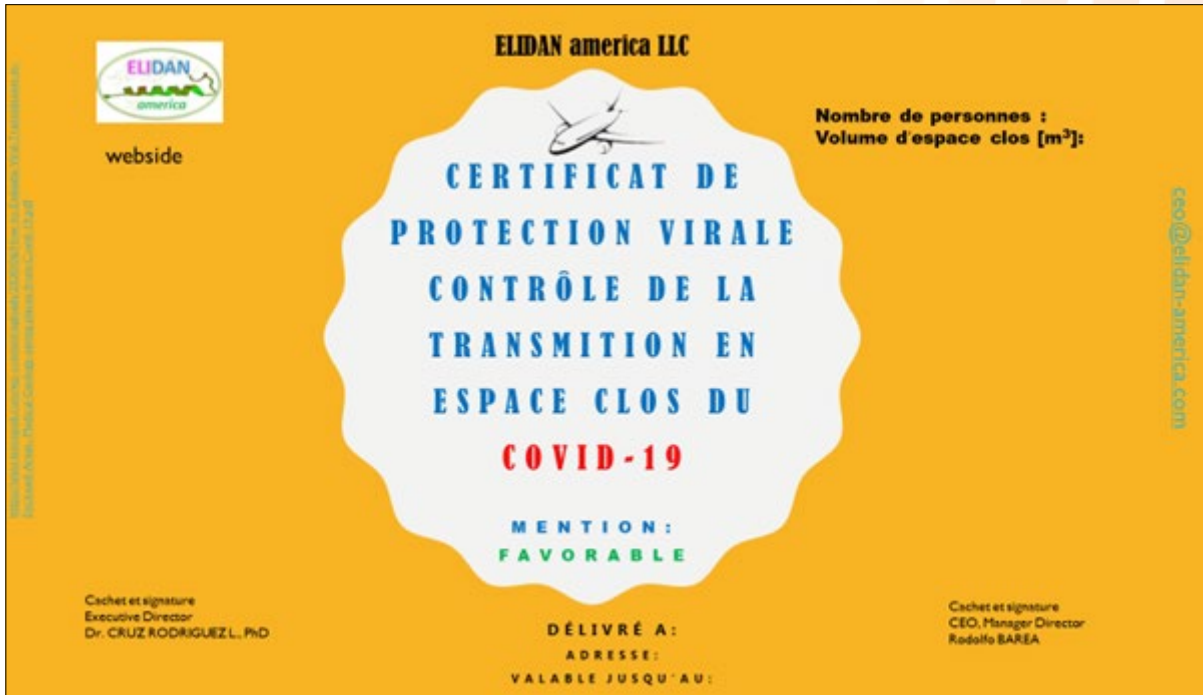 ELIDAN america LLC
ELIDAN
america
webside
Nombre de personnes :
Volume d'espace clos [m³]:
CERTIFICAT DE
PROTECTION VIRALE
CONTRÔLE DE LA
TRANSMITION EN
ESPACE CLOS DU
COVID-19
MENTION:
FAVORABLE
ceo@elidan-america.com
Cachet et signature
Executive Director
Dr. CRUZ RODRIGUEZ L., PhD
DÉLIVRÉ A:
ADRESSE:
VALABLE JUSQU'AU:
Cachet et signature
CEO, Manager Director
Rodolfo BAREA